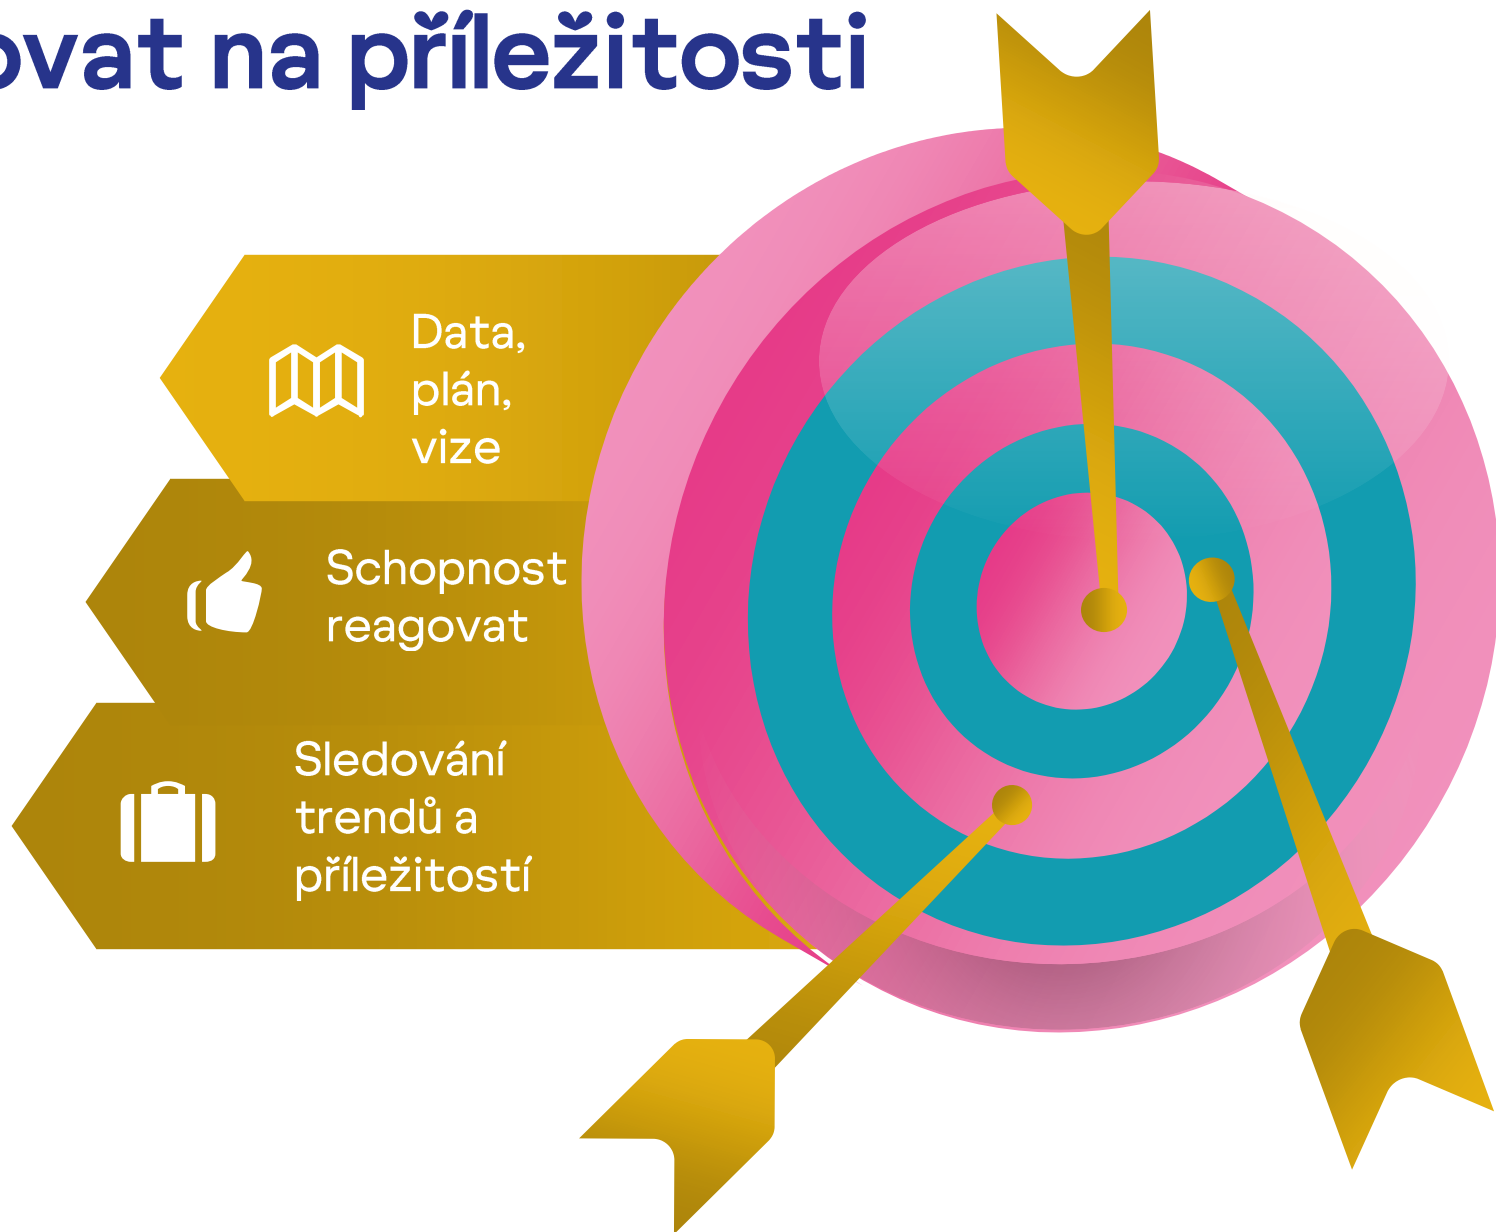 ovat na příležitosti
Data,
plán,
vize
Schopnost
reagovat
Sledování
trendů a
příležitostí